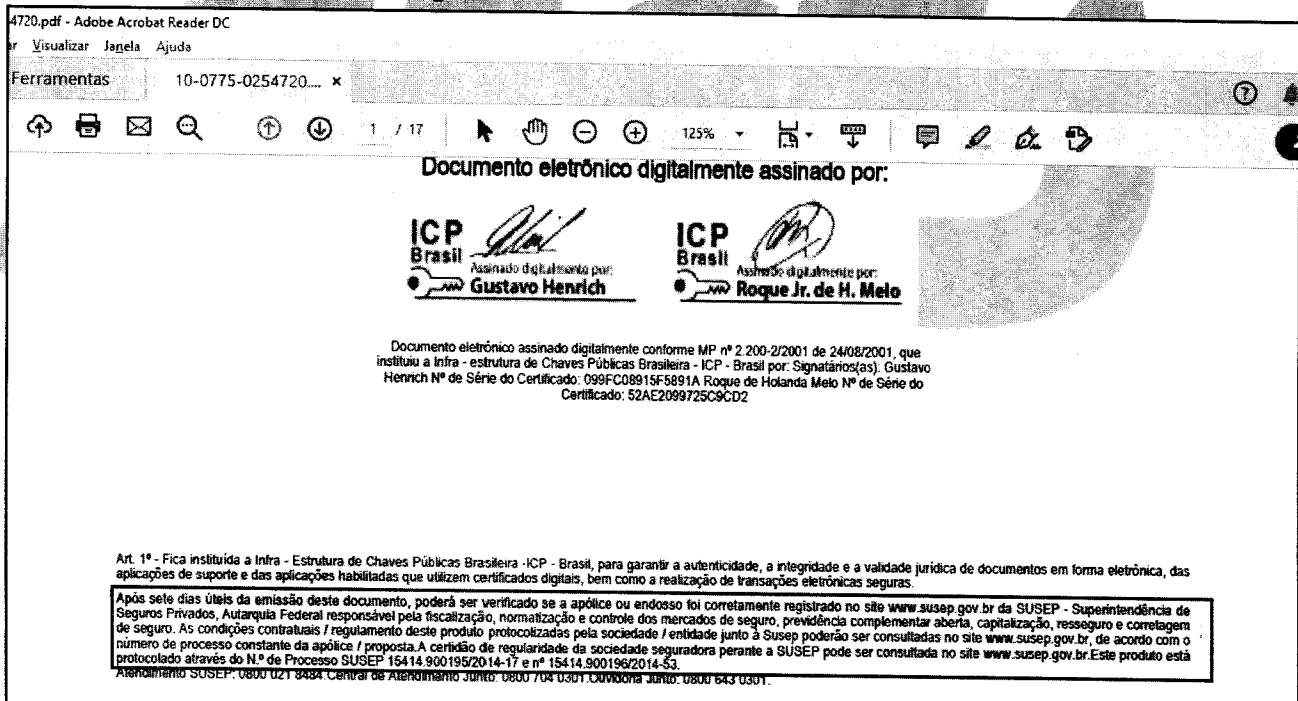 4720.pdf - Adobe Acrobat Reader DC
r Visualizar Janela Ajuda
Ferramentas 10-0775-0254720.... ×
1 / 17 125%
Documento eletrônico digitalmente assinado por:
ICP Brasil
Assinado digitalmente por:
Gustavo Henrich
ICP Brasil
Assinado digitalmente por:
Roque Jr. de H. Melo
Documento eletrônico assinado digitalmente conforme MP nº 2.200-2/2001 de 24/08/2001, que
instituiu a Infra - estrutura de Chaves Públicas Brasileira - ICP - Brasil por: Signatários(as): Gustavo
Henrich Nº de Série do Certificado: 099FC08915F5891A Roque de Holanda Melo Nº de Série do
Certificado: 52AE2099725C9CD2
Art. 1º - Fica instituída a Infra - Estrutura de Chaves Públicas Brasileira -ICP - Brasil, para garantir a autenticidade, a integridade e a validade jurídica de documentos em forma eletrônica, das
aplicações de suporte e das aplicações habilitadas que utilizem certificados digitais, bem como a realização de transações eletrônicas seguras.
Após sete dias úteis da emissão deste documento, poderá ser verificado se a apólice ou endosso foi corretamente registrado no site www.susep.gov.br da SUSEP - Superintendência de
Seguros Privados, Autarquia Federal responsável pela fiscalização, normatização e controle dos mercados de seguro, previdência complementar aberta, capitalização, resseguro e corretagem
de seguro. As condições contratuais / regulamento deste produto protocolizadas pela sociedade / entidade junto à Susep poderão ser consultadas no site www.susep.gov.br, de acordo com o
número de processo constante da apólice / proposta.A certidão de regularidade da sociedade seguradora perante a SUSEP pode ser consultada no site www.susep.gov.br.Este produto está
protocolado através do N.º de Processo SUSEP 15414.900195/2014-17 e nº 15414.900196/2014-53.
Atendimento SUSEP: 0800 021 8484.Central de Atendimento Junto: 0800 704 0301.Ouvidoria Junto: 0800 643 0301.